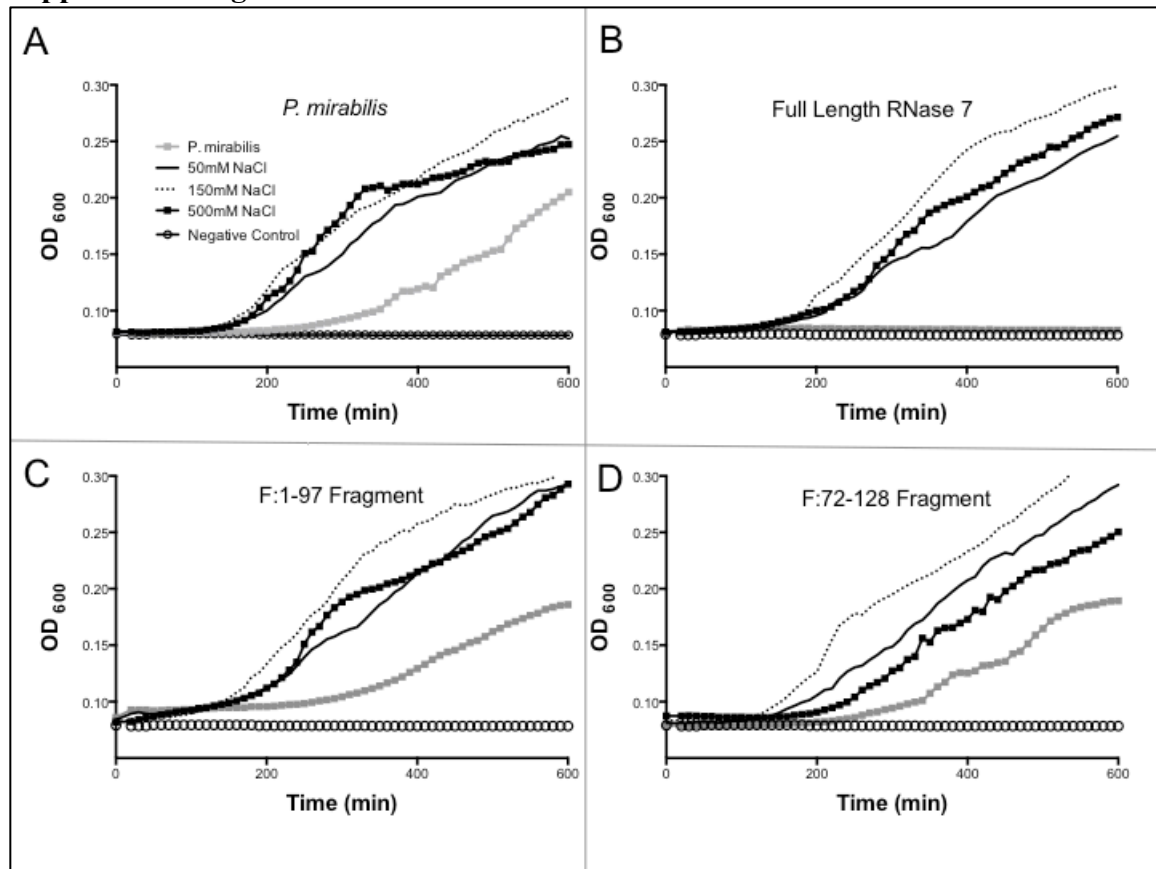 A
P. mirabilis
0.30
0.25
0.20
0.15
0.10
OD 600
P. mirabilis
50mM NaCl
150mM NaCl
500mM NaCl
Negative Control
0 200 400 600
Time (min)
B
Full Length RNase 7
0.30
0.25
0.20
0.15
0.10
OD 600
0 200 400 600
Time (min)
C
F:1-97 Fragment
0.30
0.25
0.20
0.15
0.10
OD 600
0 200 400 600
Time (min)
D
F:72-128 Fragment
0.30
0.25
0.20
0.15
0.10
OD 600
0 200 400 600
Time (min)